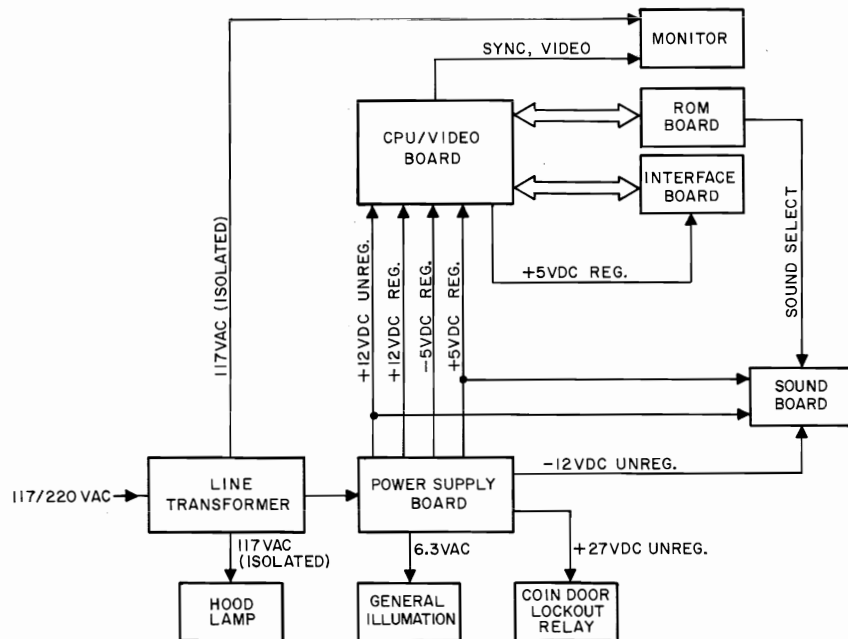 MONITOR
SYNC, VIDEO
CPU/VIDEO
BOARD
ROM
BOARD
INTERFACE
BOARD
SOUND SELECT
+5VDC REG.
117VAC (ISOLATED)
+12VDC UNREG.
+12VDC REG.
-5VDC REG.
+5VDC REG.
SOUND
BOARD
-12VDC UNREG.
117/220 VAC
LINE
TRANSFORMER
POWER SUPPLY
BOARD
117VAC
(ISOLATED)
6.3VAC
+27VDC UNREG.
HOOD
LAMP
GENERAL
ILLUMATION
COIN DOOR
LOCKOUT
RELAY